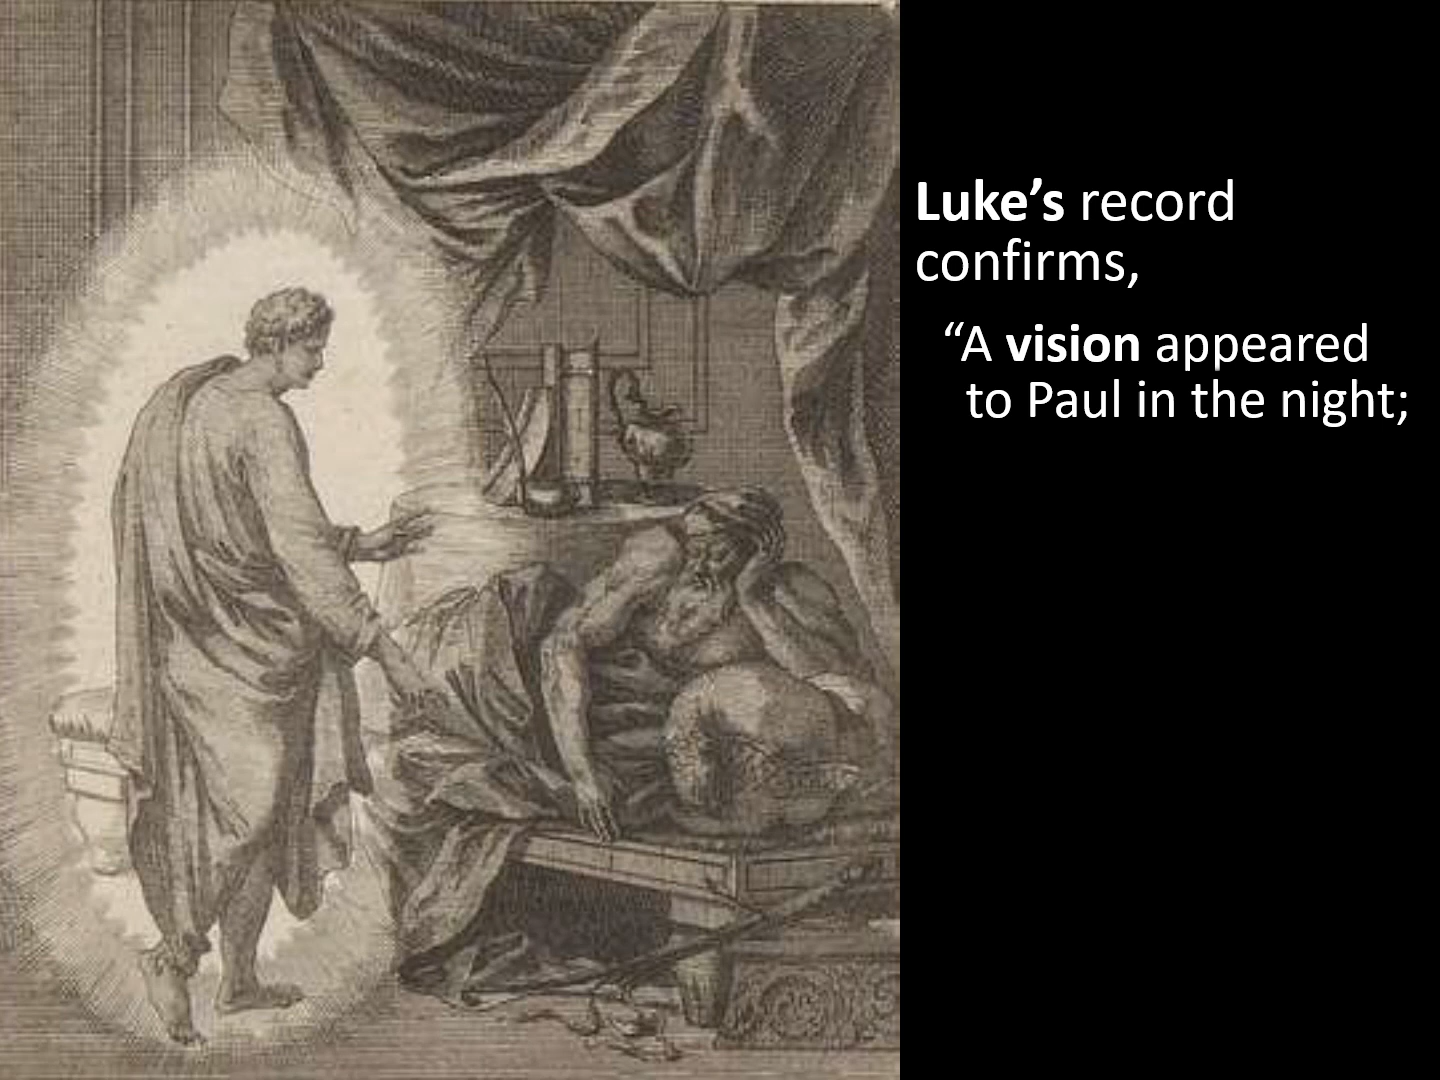 Luke’s record
confirms,
“A vision appeared
to Paul in the night;